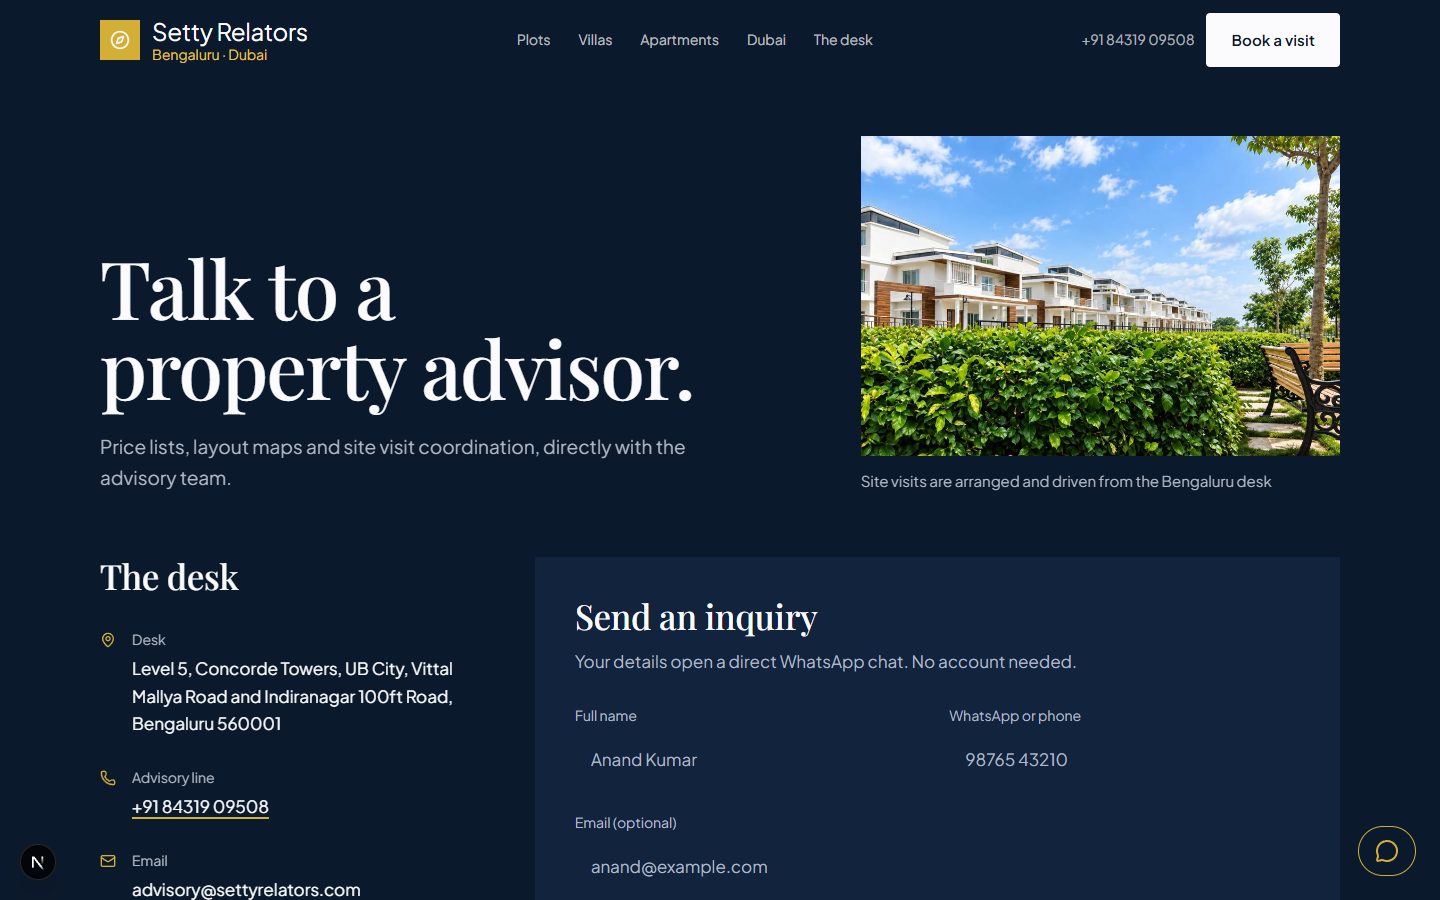 Setty Relators
Bengaluru · Dubai
Plots
Villas
Apartments
Dubai
The desk
+91 84319 09508
Book a visit
Talk to a
property advisor.
Price lists, layout maps and site visit coordination, directly with the
advisory team.
Site visits are arranged and driven from the Bengaluru desk
The desk
Desk
Level 5, Concorde Towers, UB City, Vittal
Mallya Road and Indiranagar 100ft Road,
Bengaluru 560001
Advisory line
+91 84319 09508
Email
advisory@settyrelators.com
Send an inquiry
Your details open a direct WhatsApp chat. No account needed.
Full name
WhatsApp or phone
Anand Kumar
98765 43210
Email (optional)
anand@example.com
N